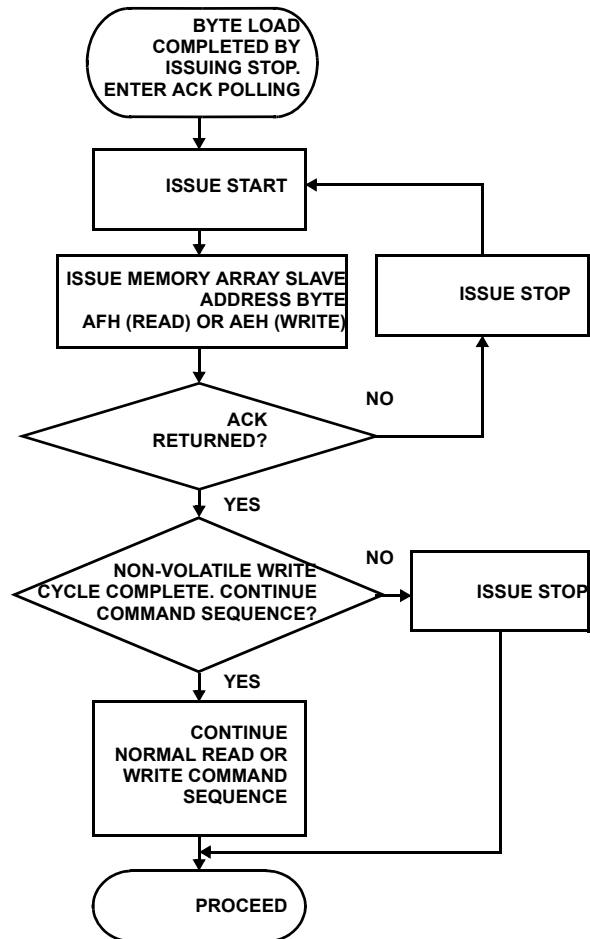 BYTE LOAD
COMPLETED BY
ISSUING STOP.
ENTER ACK POLLING
ISSUE START
ISSUE MEMORY ARRAY SLAVE
ADDRESS BYTE
AFH (READ) OR AEH (WRITE)
ISSUE STOP
ACK
RETURNED?
NO
YES
NON-VOLATILE WRITE
CYCLE COMPLETE. CONTINUE
COMMAND SEQUENCE?
NO
ISSUE STOP
YES
CONTINUE
NORMAL READ OR
WRITE COMMAND
SEQUENCE
PROCEED